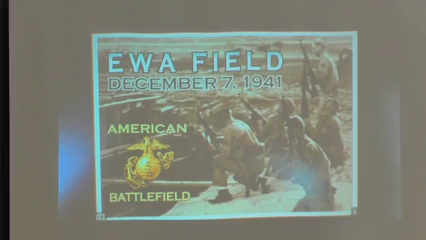 EWA FIELD
DECEMBER 7, 1941
AMERICAN
BATTLEFIELD